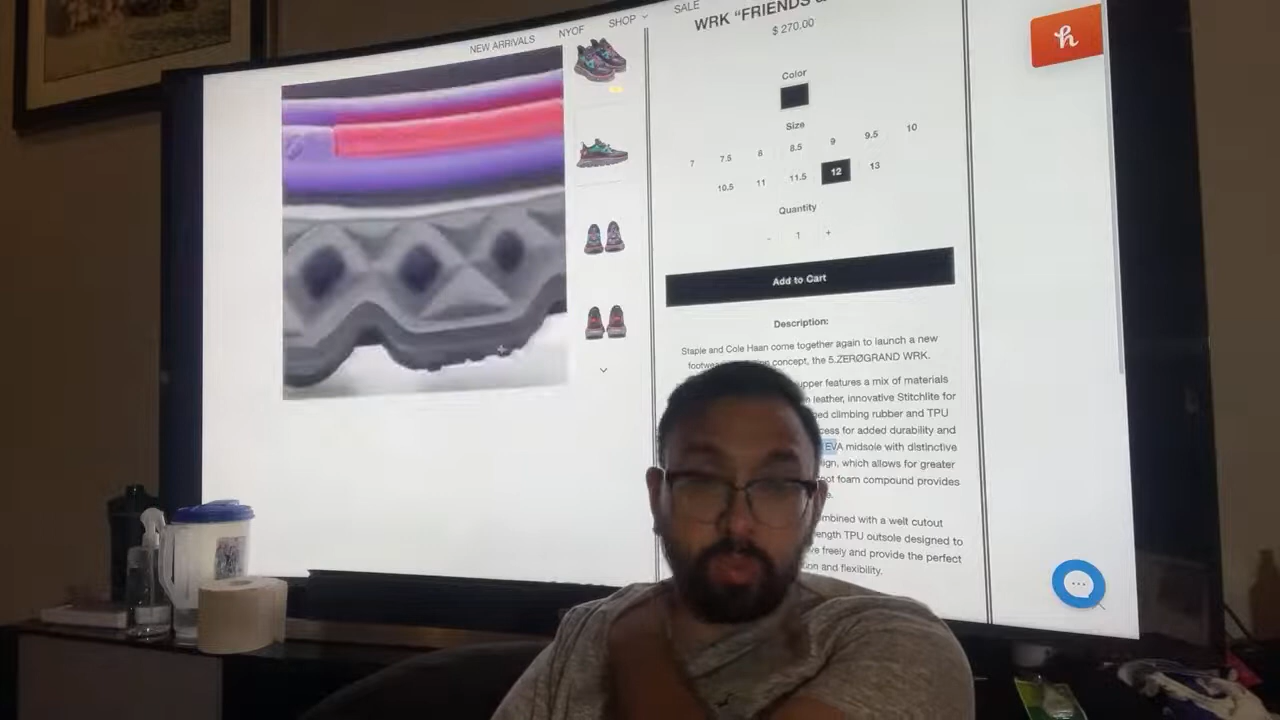 NEW ARRIVALS NYOF SHOP SALE
WRK "FRIENDS &
$ 270.00
Color
Size
7 7.5 8 8.5 9 9.5 10
10.5 11 11.5 12 13
Quantity
- 1 +
Add to Cart
Description:
Staple and Cole Haan come together again to launch a new
concept, the 5.ZERØGRAND WRK.
upper features a mix of materials
leather, innovative Stitchlite for
climbing rubber and TPU
for added durability and
EVA midsole with distinctive
which allows for greater
foam compound provides
with a welt cutout
TPU outsole designed to
freely and provide the perfect
and flexibility.
h